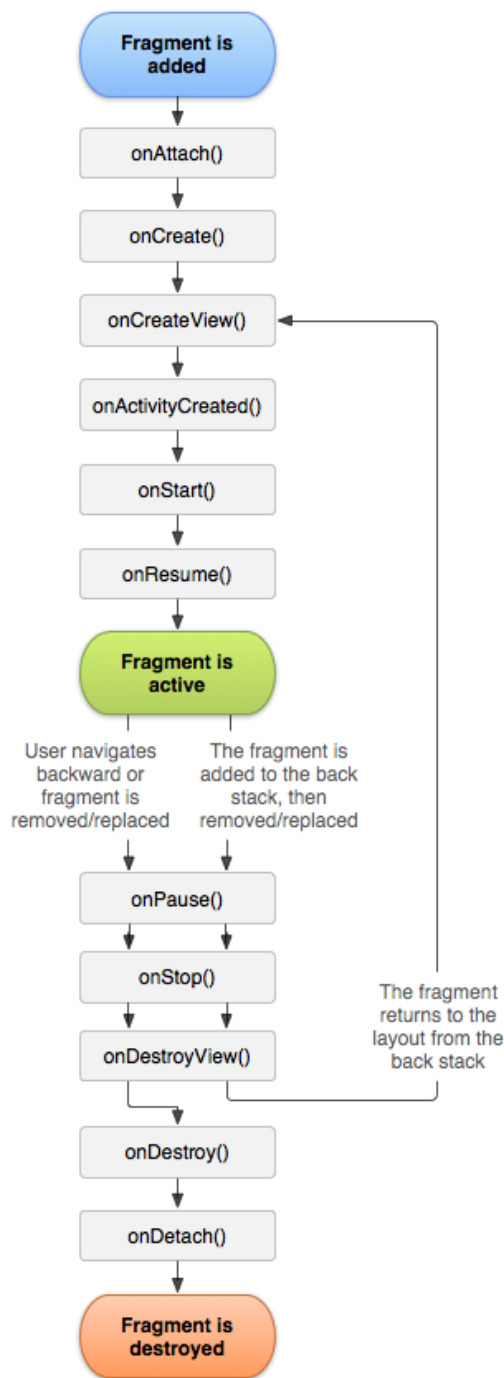 Fragment is
added
onAttach()
onCreate()
onCreateView()
onActivityCreated()
onStart()
onResume()
Fragment is
active
User navigates
backward or
fragment is
removed/replaced
The fragment is
added to the back
stack, then
removed/replaced
onPause()
onStop()
onDestroyView()
The fragment
returns to the
layout from the
back stack
onDestroy()
onDetach()
Fragment is
destroyed